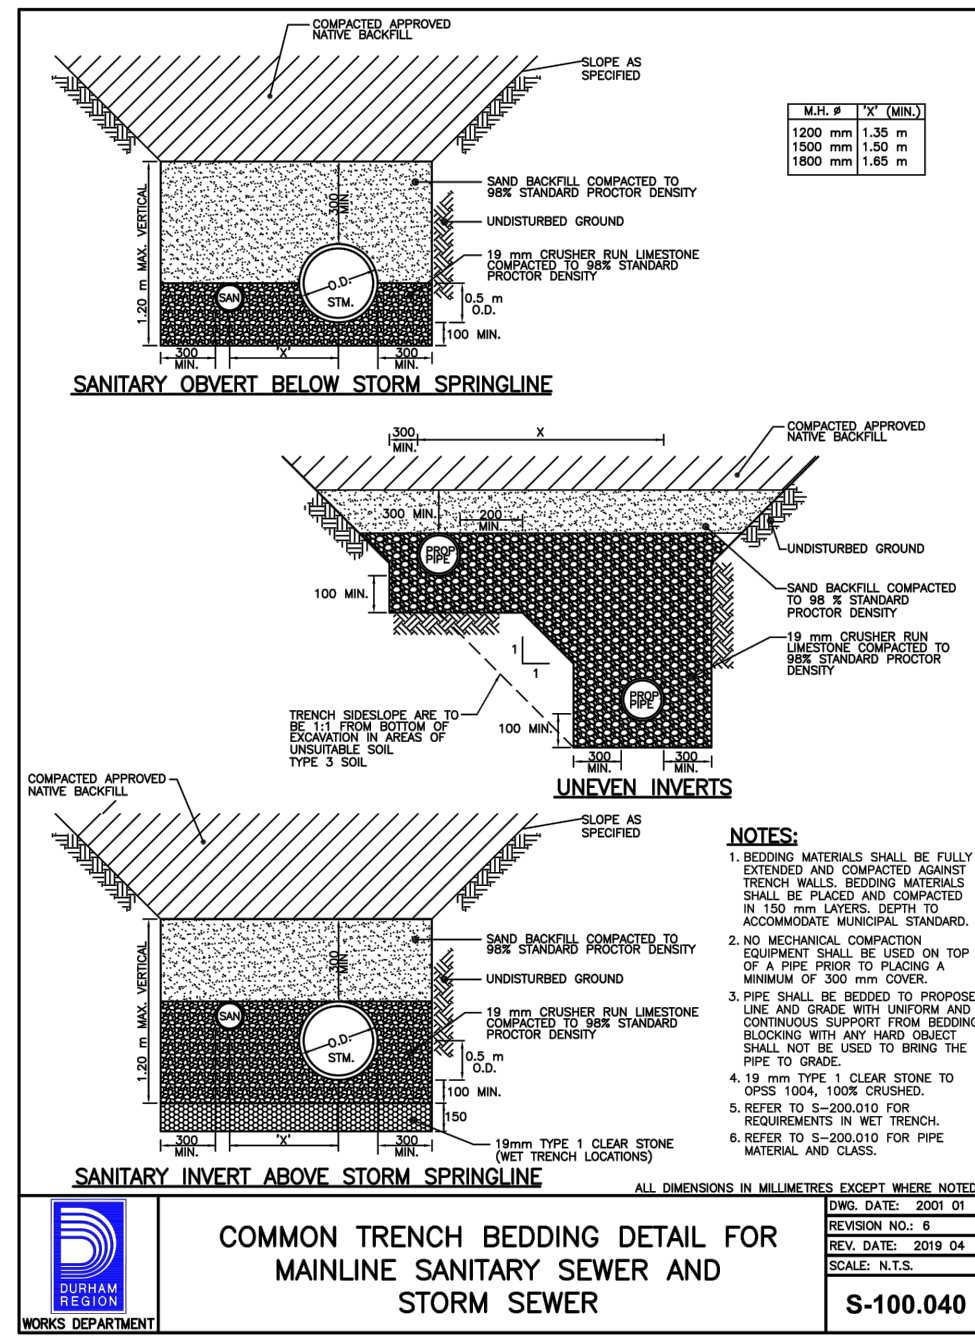 COMPACTED APPROVED
NATIVE BACKFILL
SLOPE AS
SPECIFIED
M.H. ø 'X' (MIN.)
1200 mm 1.35 m
1500 mm 1.50 m
1800 mm 1.65 m
SAND BACKFILL COMPACTED TO
98% STANDARD PROCTOR DENSITY
UNDISTURBED GROUND
19 mm CRUSHER RUN LIMESTONE
COMPACTED TO 98% STANDARD
PROCTOR DENSITY
1.20 m MAX. VERTICAL
300
MIN.
SAN
O.D.
STM.
0.5 m
O.D.
100 MIN.
300
MIN.
'X'
300
MIN.
SANITARY OBVERT BELOW STORM SPRINGLINE
300
MIN.
X
COMPACTED APPROVED
NATIVE BACKFILL
300 MIN.
200
MIN.
PROP
PIPE
100 MIN.
UNDISTURBED GROUND
SAND BACKFILL COMPACTED
TO 98 % STANDARD
PROCTOR DENSITY
19 mm CRUSHER RUN
LIMESTONE COMPACTED TO
98% STANDARD PROCTOR
DENSITY
1
1
PROP
PIPE
TRENCH SIDESLOPE ARE TO
BE 1:1 FROM BOTTOM OF
EXCAVATION IN AREAS OF
UNSUITABLE SOIL
TYPE 3 SOIL
100 MIN.
300
MIN.
300
MIN.
UNEVEN INVERTS
COMPACTED APPROVED
NATIVE BACKFILL
SLOPE AS
SPECIFIED
SAND BACKFILL COMPACTED TO
98% STANDARD PROCTOR DENSITY
UNDISTURBED GROUND
19 mm CRUSHER RUN LIMESTONE
COMPACTED TO 98% STANDARD
PROCTOR DENSITY
1.20 m MAX. VERTICAL
300
MIN.
SAN
O.D.
STM.
0.5 m
O.D.
100 MIN.
150
300
MIN.
'X'
300
MIN.
19mm TYPE 1 CLEAR STONE
(WET TRENCH LOCATIONS)
SANITARY INVERT ABOVE STORM SPRINGLINE
NOTES:
1. BEDDING MATERIALS SHALL BE FULLY
EXTENDED AND COMPACTED AGAINST
TRENCH WALLS. BEDDING MATERIALS
SHALL BE PLACED AND COMPACTED
IN 150 mm LAYERS. DEPTH TO
ACCOMMODATE MUNICIPAL STANDARD.
2. NO MECHANICAL COMPACTION
EQUIPMENT SHALL BE USED ON TOP
OF A PIPE PRIOR TO PLACING A
MINIMUM OF 300 mm COVER.
3. PIPE SHALL BE BEDDED TO PROPOSE
LINE AND GRADE WITH UNIFORM AND
CONTINUOUS SUPPORT FROM BEDDING
BLOCKING WITH ANY HARD OBJECT
SHALL NOT BE USED TO BRING THE
PIPE TO GRADE.
4. 19 mm TYPE 1 CLEAR STONE TO
OPSS 1004, 100% CRUSHED.
5. REFER TO S-200.010 FOR
REQUIREMENTS IN WET TRENCH.
6. REFER TO S-200.010 FOR PIPE
MATERIAL AND CLASS.
ALL DIMENSIONS IN MILLIMETRES EXCEPT WHERE NOTED
DURHAM
REGION
WORKS DEPARTMENT
COMMON TRENCH BEDDING DETAIL FOR
MAINLINE SANITARY SEWER AND
STORM SEWER
DWG. DATE: 2001 01
REVISION NO.: 6
REV. DATE: 2019 04
SCALE: N.T.S.
S-100.040